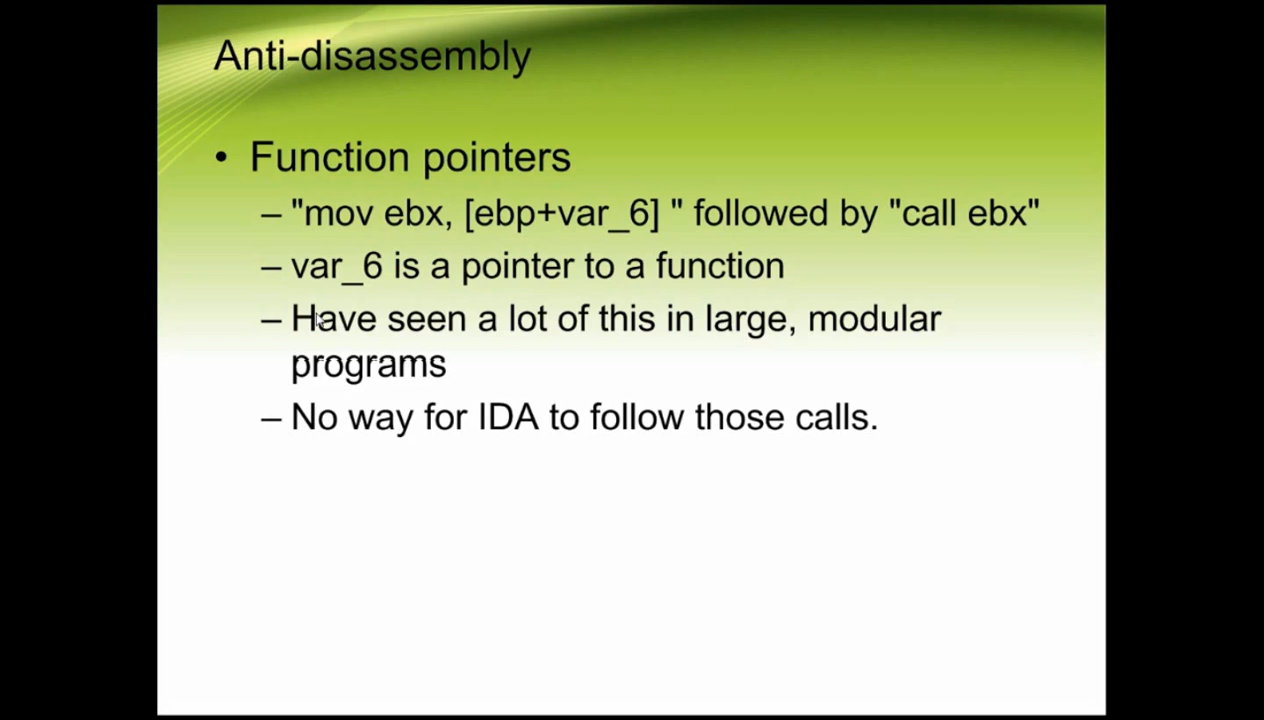 Anti-disassembly
• Function pointers
– "mov ebx, [ebp+var_6] " followed by "call ebx"
– var_6 is a pointer to a function
– Have seen a lot of this in large, modular
programs
– No way for IDA to follow those calls.